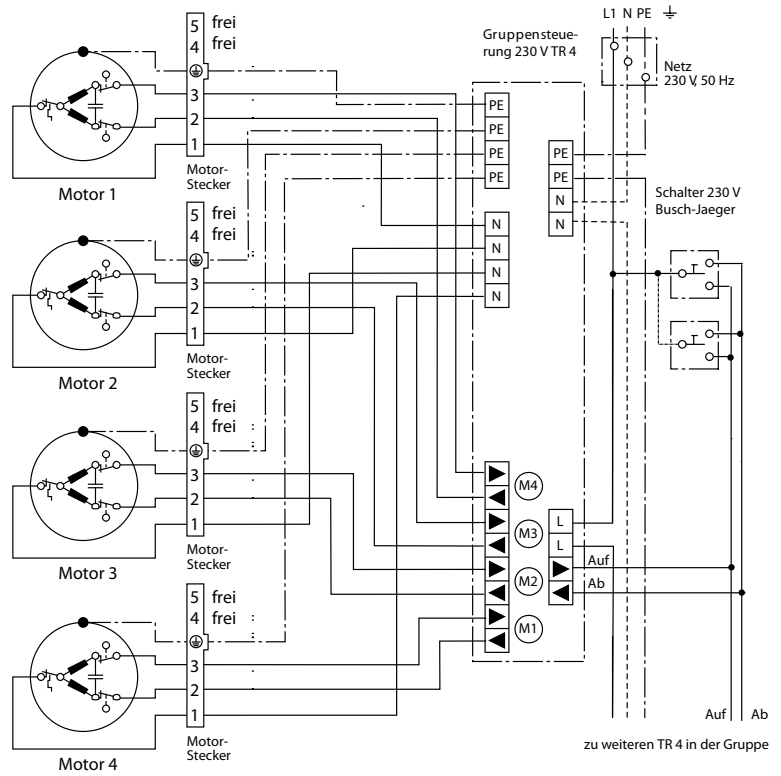 L1 N PE
Gruppensteue-
rung 230 V TR 4
Netz
230 V, 50 Hz
5 frei
4 frei
3
2
1
Motor-
Stecker
Motor 1
PE
PE
PE
PE
PE
PE
N
N
Schalter 230 V
Busch-Jaeger
N
N
N
N
5 frei
4 frei
3
2
1
Motor-
Stecker
Motor 2
5 frei
4 frei
3
2
1
Motor-
Stecker
Motor 3
M4
M3
M2
M1
L
L
Auf
Ab
5 frei
4 frei
3
2
1
Motor-
Stecker
Motor 4
Auf Ab
zu weiteren TR 4 in der Gruppe